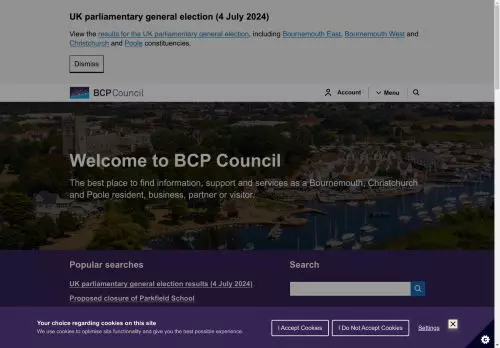 UK parliamentary general election (4 July 2024)
View the results for the UK parliamentary general election, including Bournemouth East, Bournemouth West and
Christchurch and Poole constituencies.
Dismiss
BCP Council
Account
Menu
Welcome to BCP Council
The best place to find information, support and services as a Bournemouth, Christchurch
and Poole resident, business, partner or visitor.
Popular searches
Search
UK parliamentary general election results (4 July 2024)
Proposed closure of Parkfield School
Your choice regarding cookies on this site
We use cookies to optimise site functionality and give you the best possible experience.
I Accept Cookies
I Do Not Accept Cookies
Settings